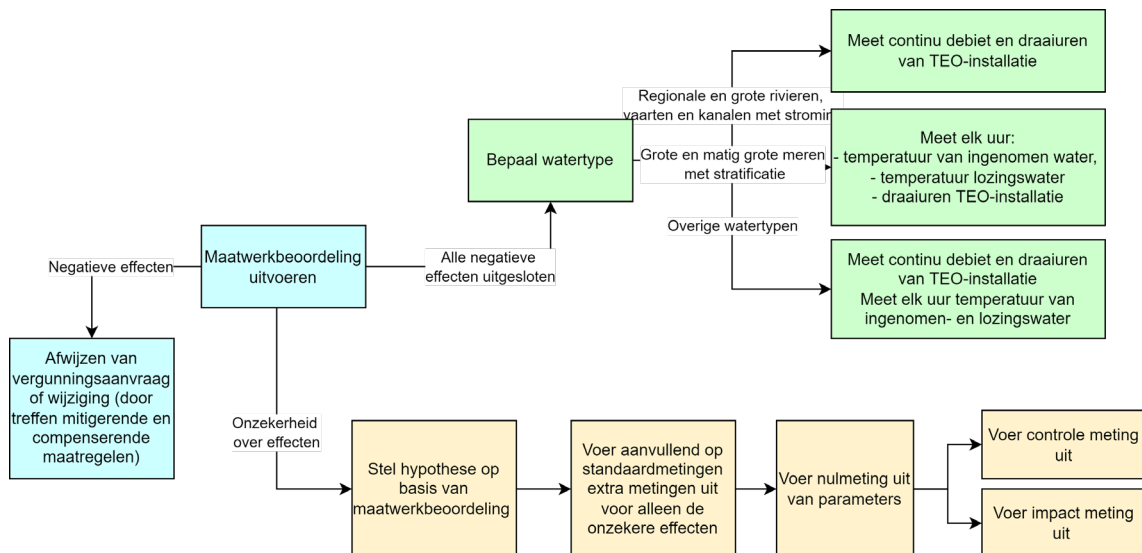 Meet continu debiet en draaiuren
van TEO-installatie
Regionale en grote rivieren,
vaarten en kanalen met
Bepaal watertype
Grote en matig grote meren
met stratificatie
Meet elk uur:
- temperatuur van ingenomen water,
- temperatuur lozingswater
- draaiuren TEO-installatie
Overige watertypen
Meet continu debiet en draaiuren
van TEO-installatie
Meet elk uur temperatuur van
ingenomen- en lozingswater
Negatieve effecten
Maatwerkbeoordeling
uitvoeren
Alle negatieve
effecten uitgesloten
Afwijzen van
vergunningsaanvraag
of wijziging (door
treffen mitigerende en
compenserende
maatregelen)
Onzekerheid
over effecten
Stel hypothese op
basis van
maatwerkbeoordeling
Voer aanvullend op
standaardmetingen
extra metingen uit
voor alleen de
onzekere effecten
Voer nulmeting uit
van parameters
Voer controle meting
uit
Voer impact meting
uit